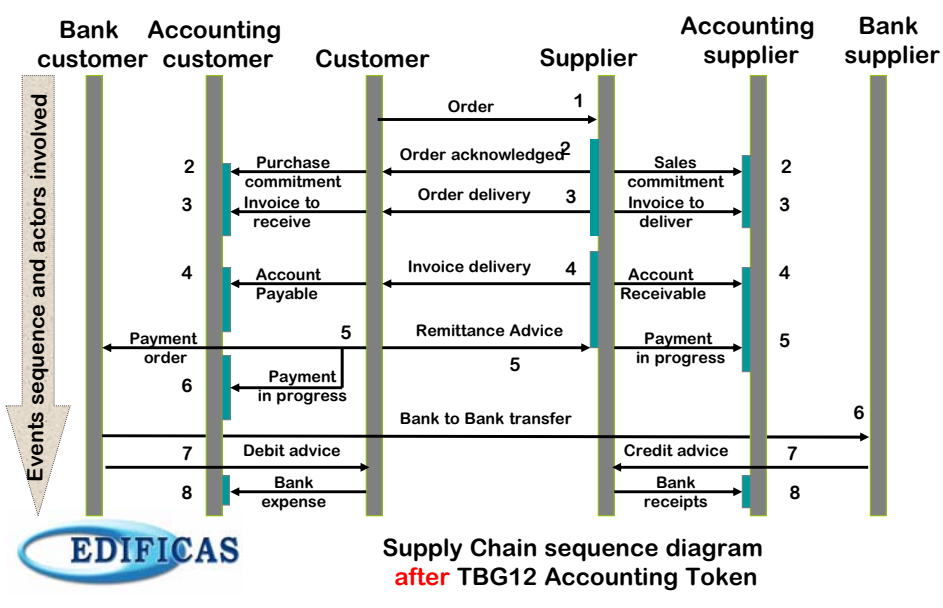 Bank customer
Accounting customer
Customer
Supplier
Accounting supplier
Bank supplier
Events sequence and actors involved
Order
1
Order acknowledged
2
2
Purchase
commitment
Sales
commitment
2
3
Invoice to
receive
Order delivery
3
Invoice to
deliver
3
4
Account
Payable
Invoice delivery
4
Account
Receivable
4
Payment
order
5
Remittance Advice
5
Payment
in progress
5
6
Payment
in progress
Bank to Bank transfer
6
7
Debit advice
Credit advice
7
8
Bank
expense
Bank
receipts
8
EDIFICAS
Supply Chain sequence diagram
after TBG12 Accounting Token